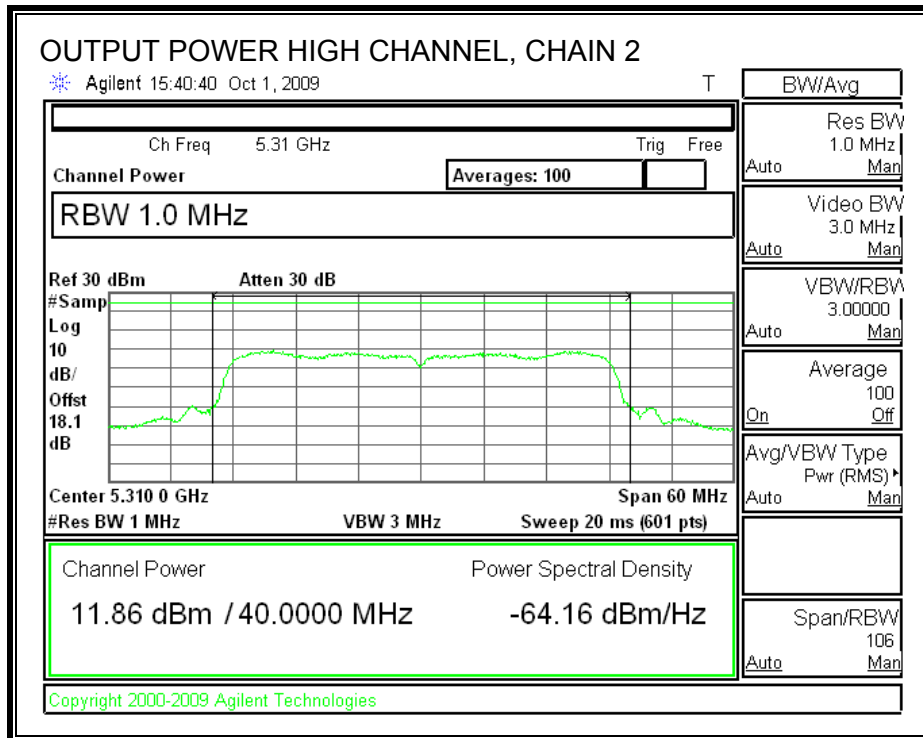 OUTPUT POWER HIGH CHANNEL, CHAIN 2
Agilent 15:40:40 Oct 1, 2009 T
Ch Freq 5.31 GHz Trig Free
Channel Power Averages: 100
RBW 1.0 MHz
Ref 30 dBm Atten 30 dB
#Samp
Log
10
dB/
Offst
18.1
dB
Center 5.310 0 GHz Span 60 MHz
#Res BW 1 MHz VBW 3 MHz Sweep 20 ms (601 pts)
Channel Power Power Spectral Density
11.86 dBm / 40.0000 MHz -64.16 dBm/Hz
Copyright 2000-2009 Agilent Technologies
BW/Avg
Res BW
1.0 MHz
Auto Man
Video BW
3.0 MHz
Auto Man
VBW/RBW
3.00000
Auto Man
Average
100
On Off
Avg/VBW Type
Pwr (RMS)
Auto Man
Span/RBW
106
Auto Man